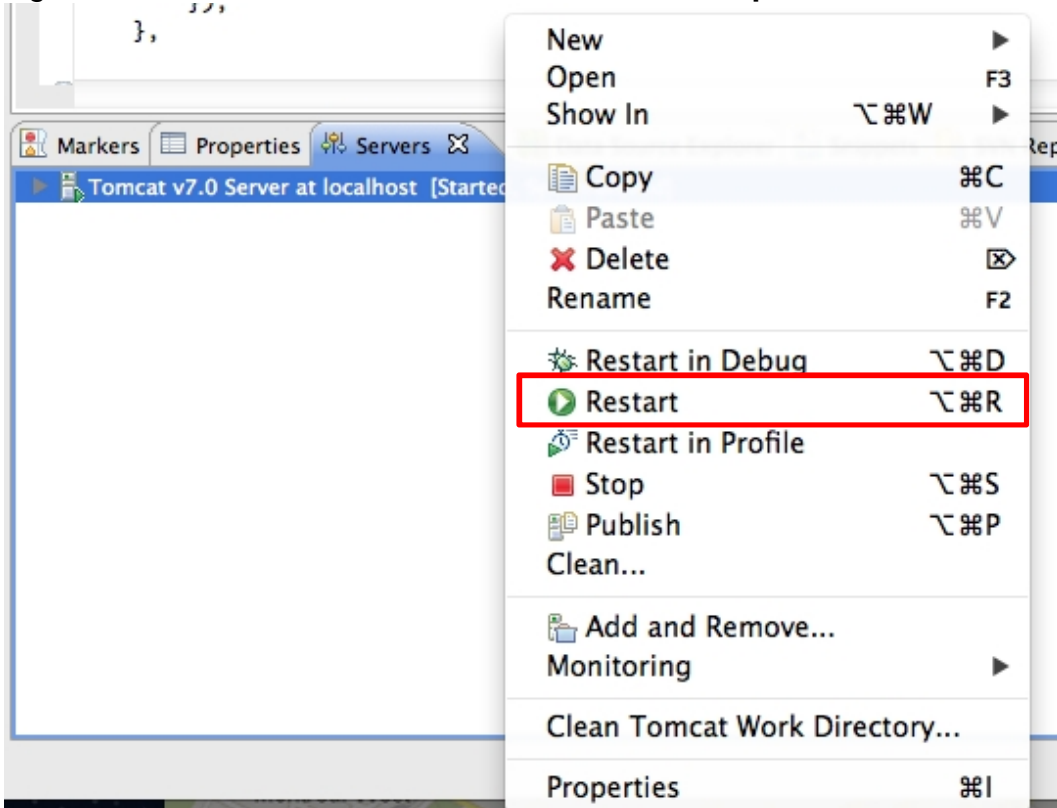 });
},
New
Open F3
Show In ⌥⌘W
Markers Properties Servers
Tomcat v7.0 Server at localhost [Started
Copy ⌘C
Paste ⌘V
Delete ⌦
Rename F2
Restart in Debug ⌥⌘D
Restart ⌥⌘R
Restart in Profile
Stop ⌥⌘S
Publish ⌥⌘P
Clean...
Add and Remove...
Monitoring
Clean Tomcat Work Directory...
Properties ⌘I